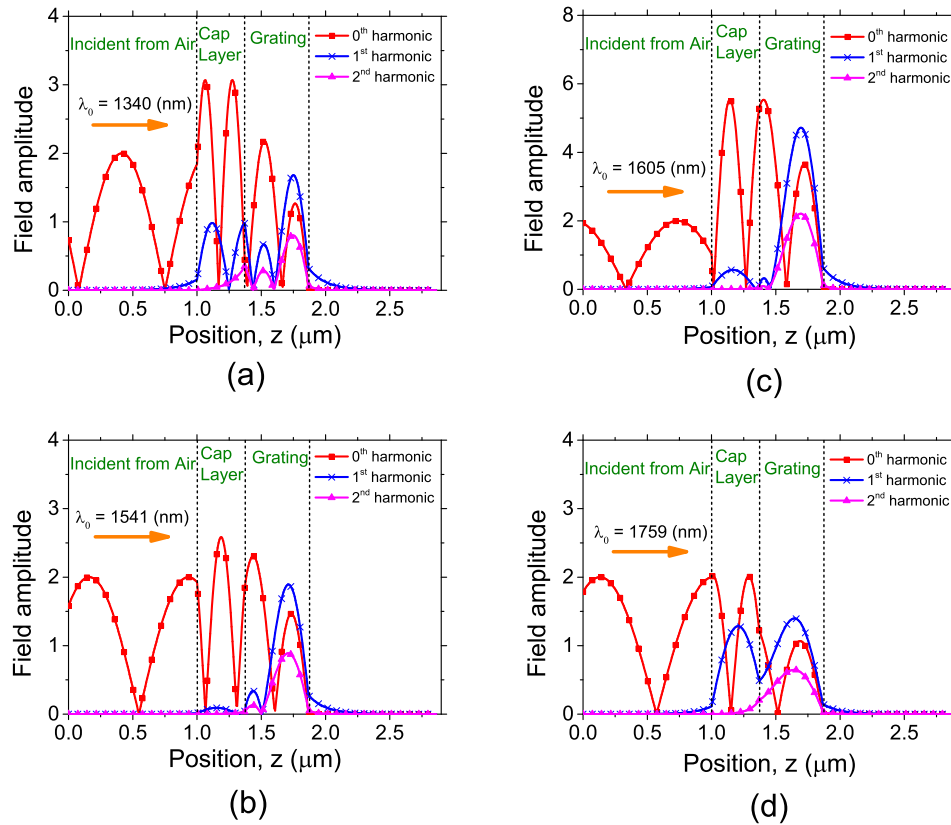 Incident from Air
Cap
Layer
Grating
0th harmonic
1st harmonic
2nd harmonic
λ0 = 1340 (nm)
Field amplitude
4
3
2
1
0
0.0 0.5 1.0 1.5 2.0 2.5
Position, z (μm)
(a)
Incident from Air
Cap
Layer
Grating
0th harmonic
1st harmonic
2nd harmonic
λ0 = 1605 (nm)
Field amplitude
8
6
4
2
0
0.0 0.5 1.0 1.5 2.0 2.5
Position, z (μm)
(c)
Incident from Air
Cap
Layer
Grating
0th harmonic
1st harmonic
2nd harmonic
λ0 = 1541 (nm)
Field amplitude
4
3
2
1
0
0.0 0.5 1.0 1.5 2.0 2.5
Position, z (μm)
(b)
Incident from Air
Cap
Layer
Grating
0th harmonic
1st harmonic
2nd harmonic
λ0 = 1759 (nm)
Field amplitude
4
3
2
1
0
0.0 0.5 1.0 1.5 2.0 2.5
Position, z (μm)
(d)